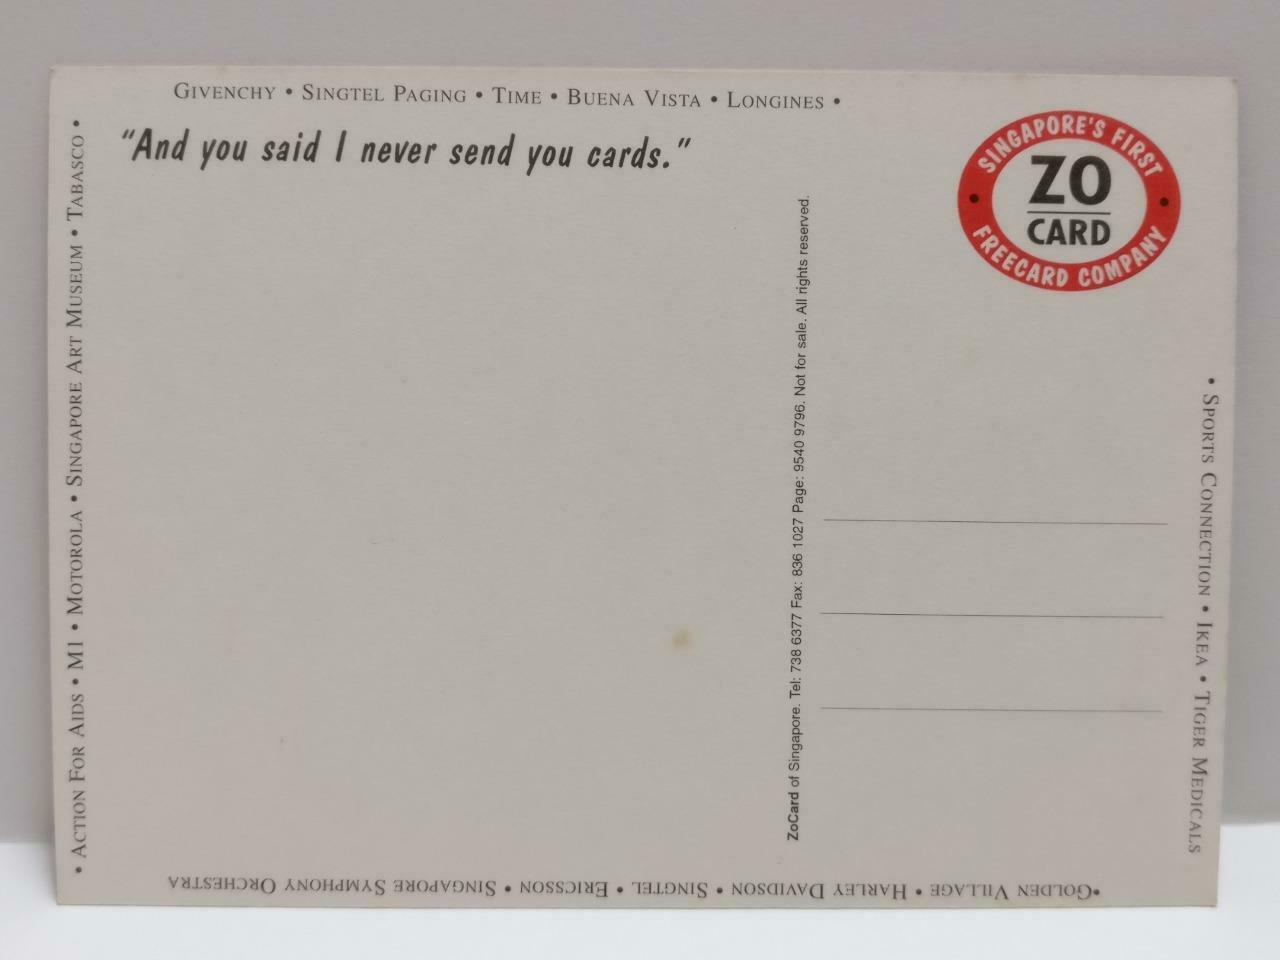 GIVENCHY • SINGTEL PAGING • TIME • BUENA VISTA • LONGINES •
"And you said I never send you cards."
SINGAPORE'S FIRST
ZO
CARD
• FREECARD COMPANY •
• ACTION FOR AIDS • M1 • MOTOROLA • SINGAPORE ART MUSEUM • TABASCO •
ZoCard of Singapore. Tel: 738 6377 Fax: 836 1027 Page: 9540 9796. Not for sale. All rights reserved.
• SPORTS CONNECTION • IKEA • TIGER MEDICALS
•GOLDEN VILLAGE • HARLEY DAVIDSON • SINGTEL • ERICSSON • SINGAPORE SYMPHONY ORCHESTRA